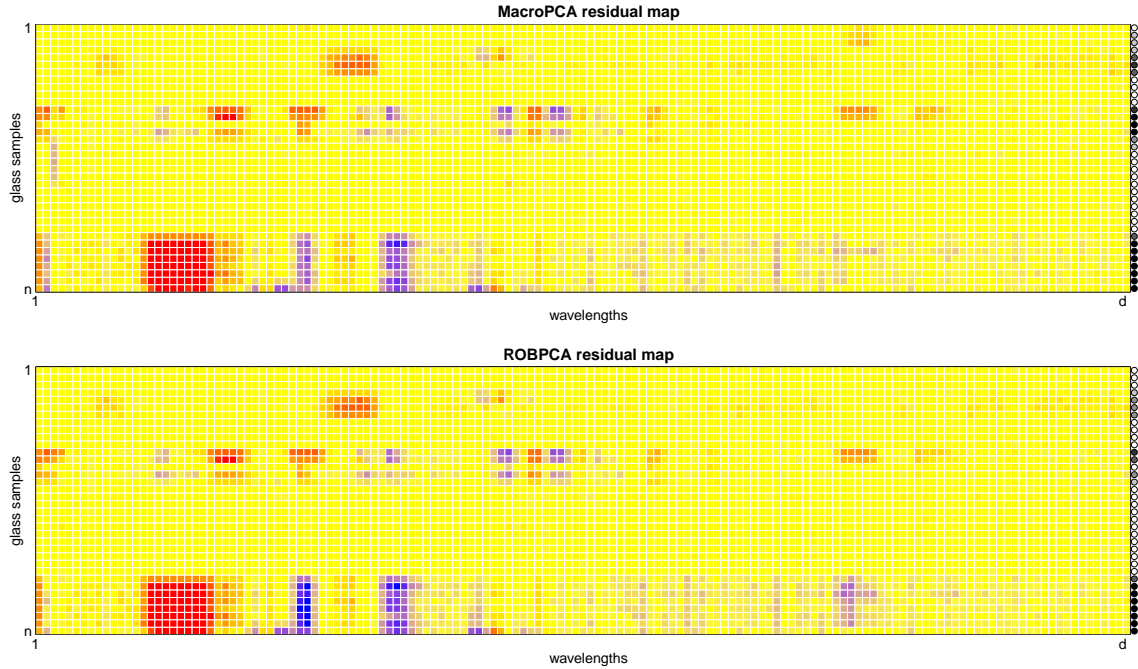 MacroPCA residual map
1
glass samples
n
1
d
wavelengths
ROBPCA residual map
1
glass samples
n
1
d
wavelengths